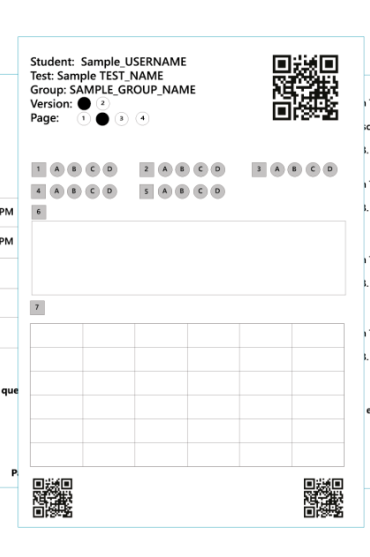 Student: Sample_USERNAME
Test: Sample TEST_NAME
Group: SAMPLE_GROUP_NAME
Version: 2
Page: 1 3 4
1 A B C D 2 A B C D 3 A B C D
4 A B C D 5 A B C D
6
PM
PM
7
que
P